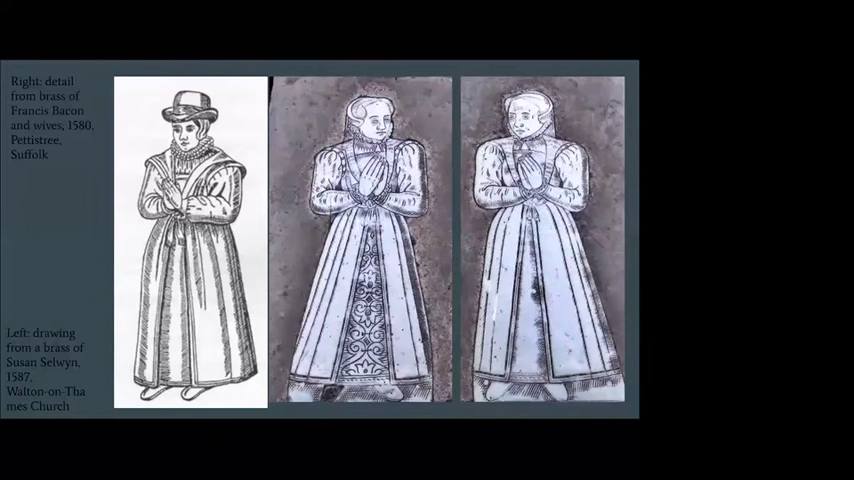 Right: detail
from brass of
Francis Bacon
and wives, 1580,
Pettistree,
Suffolk
Left: drawing
from a brass of
Susan Selwyn,
1587,
Walton-on-Tha
mes Church